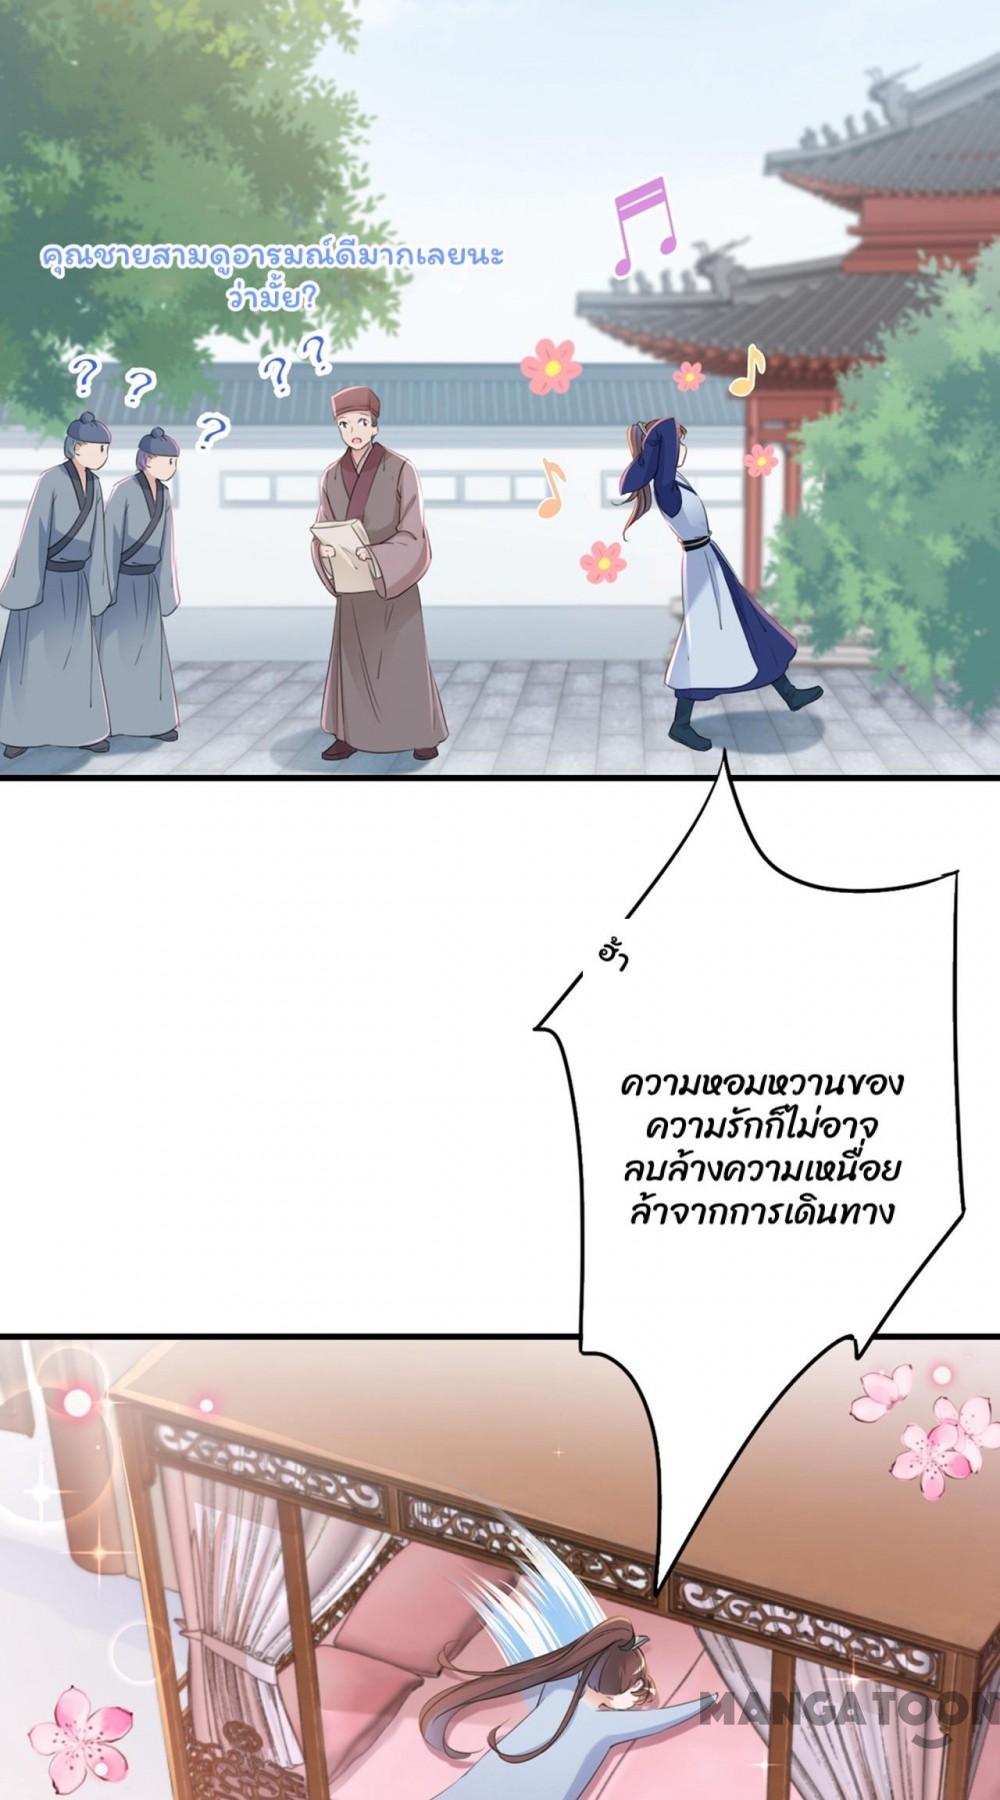 คุณชายสามดูอารมณ์ดีมากเลยนะ
ว่ามั้ย?
? ? ? ? ?
ฮ้า
ความหอมหวานของ
ความรักก็ไม่อาจ
ลบล้างความเหนื่อย
ล้าจากการเดินทาง
MANGATOON